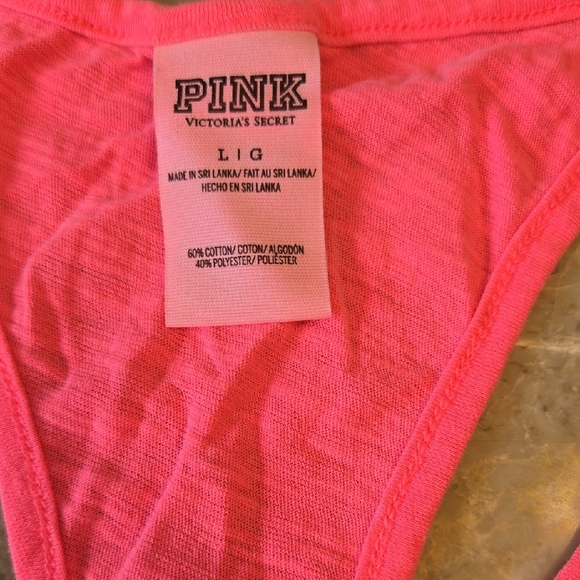 PINK
VICTORIA'S SECRET
L | G
MADE IN SRI LANKA/ FAIT AU SRI LANKA/
HECHO EN SRI LANKA
60% COTTON/ COTON/ ALGODÓN
40% POLYESTER/ POLIÉSTER